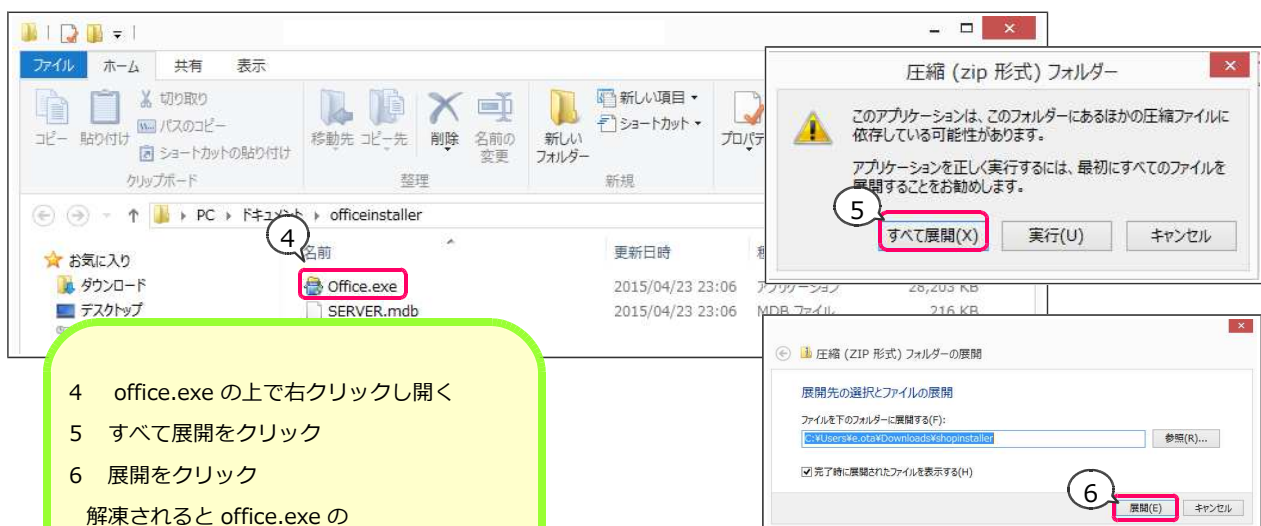 ファイル ホーム 共有 表示
コピー 貼り付け
切り取り
パスのコピー
ショートカットの貼り付け
クリップボード
移動先 コピー先 削除 名前の変更
整理
新しいフォルダー
新しい項目
ショートカット
新規
プロパティ
PC ドキュメント officeinstaller
4
名前 更新日時
お気に入り
ダウンロード
デスクトップ
Office.exe 2015/04/23 23:06 アプリケーション 28,203 KB
SERVER.mdb 2015/04/23 23:06 MDB ファイル 216 KB
圧縮 (zip 形式) フォルダー
このアプリケーションは、このフォルダーにあるほかの圧縮ファイルに
依存している可能性があります。
アプリケーションを正しく実行するには、最初にすべてのファイルを
展開することをお勧めします。
5
すべて展開(X) 実行(U) キャンセル
圧縮 (ZIP 形式) フォルダーの展開
展開先の選択とファイルの展開
ファイルを下のフォルダーに展開する(F):
C:¥Users¥e.ota¥Downloads¥shopinstaller 参照(R)...
完了時に展開されたファイルを表示する(H)
6
展開(E) キャンセル
4 office.exe の上で右クリックし開く
5 すべて展開をクリック
6 展開をクリック
解凍されると office.exe の